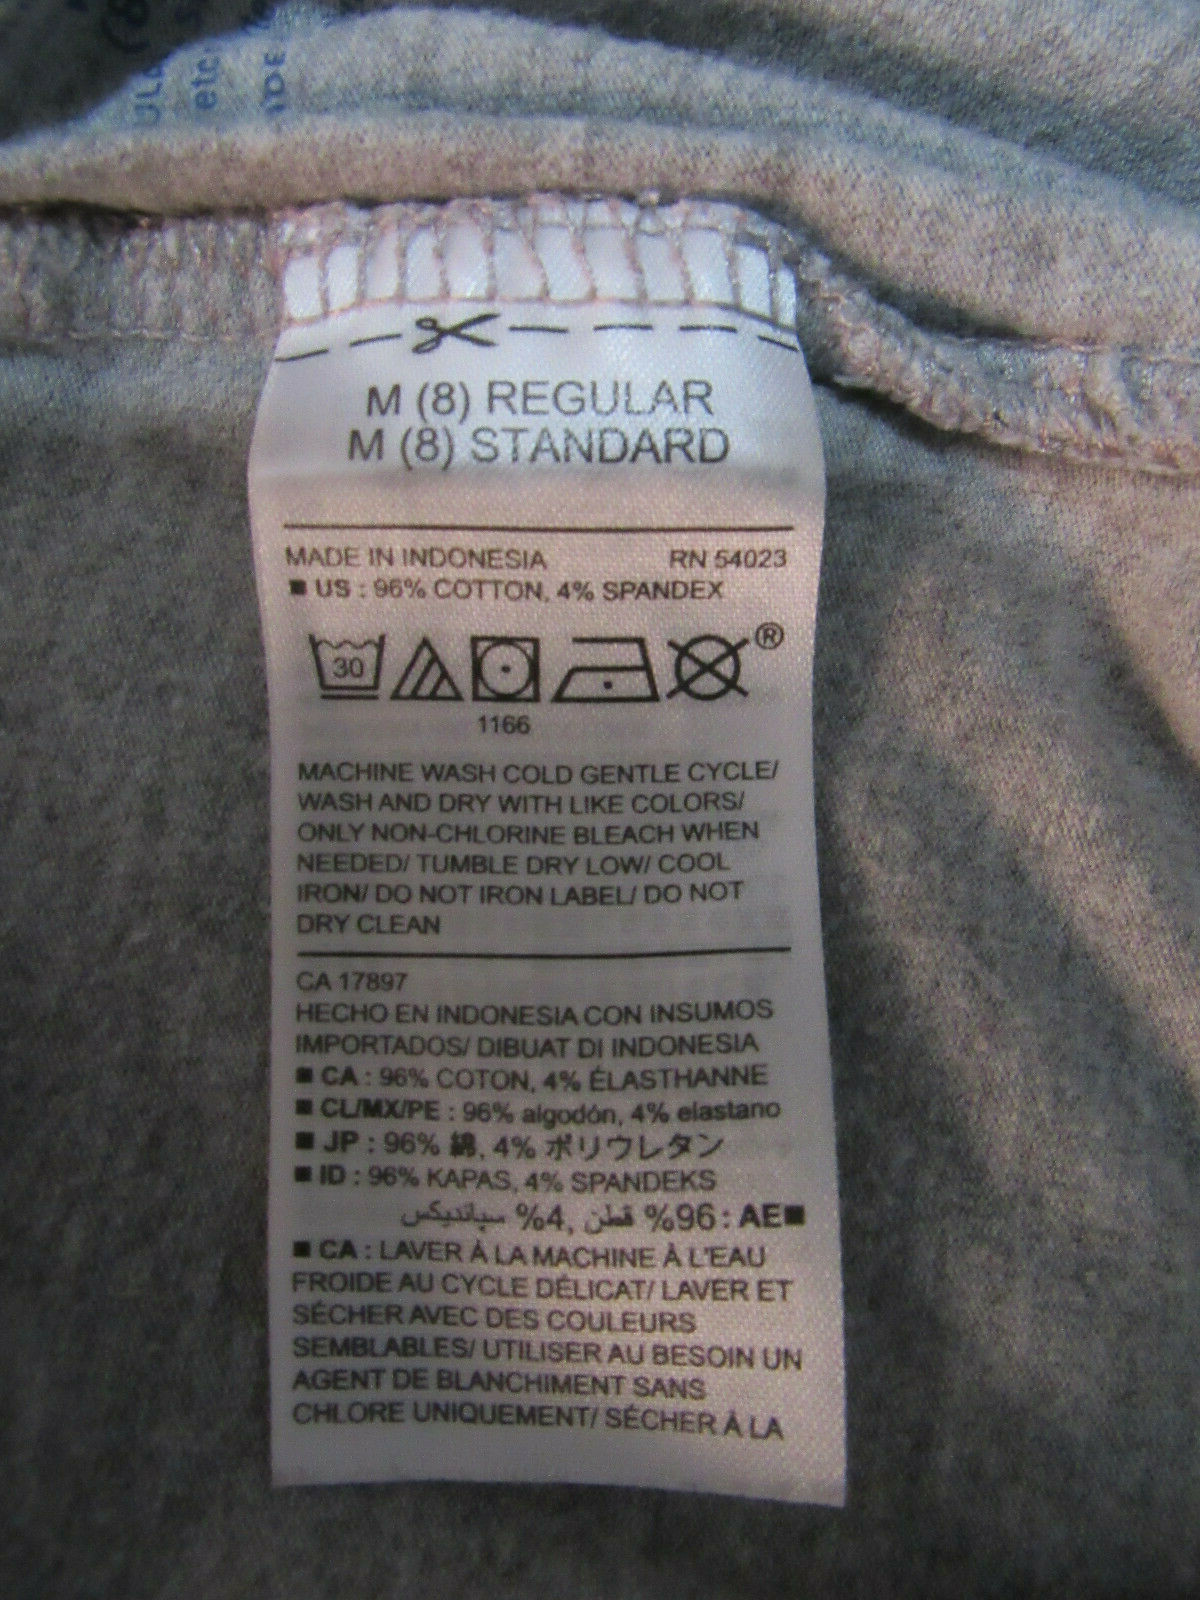 ULA
etc
M (8) REGULAR
M (8) STANDARD
MADE IN INDONESIA RN 54023
■ US : 96% COTTON, 4% SPANDEX
30
®
1166
MACHINE WASH COLD GENTLE CYCLE/
WASH AND DRY WITH LIKE COLORS/
ONLY NON-CHLORINE BLEACH WHEN
NEEDED/ TUMBLE DRY LOW/ COOL
IRON/ DO NOT IRON LABEL/ DO NOT
DRY CLEAN
CA 17897
HECHO EN INDONESIA CON INSUMOS
IMPORTADOS/ DIBUAT DI INDONESIA
■ CA : 96% COTON, 4% ÉLASTHANNE
■ CL/MX/PE : 96% algodón, 4% elastano
■ JP : 96% 綿, 4% ポリウレタン
■ ID : 96% KAPAS, 4% SPANDEKS
■AE : 96% قطن, 4% سباندیکس
■ CA : LAVER À LA MACHINE À L'EAU
FROIDE AU CYCLE DÉLICAT/ LAVER ET
SÉCHER AVEC DES COULEURS
SEMBLABLES/ UTILISER AU BESOIN UN
AGENT DE BLANCHIMENT SANS
CHLORE UNIQUEMENT/ SÉCHER À LA